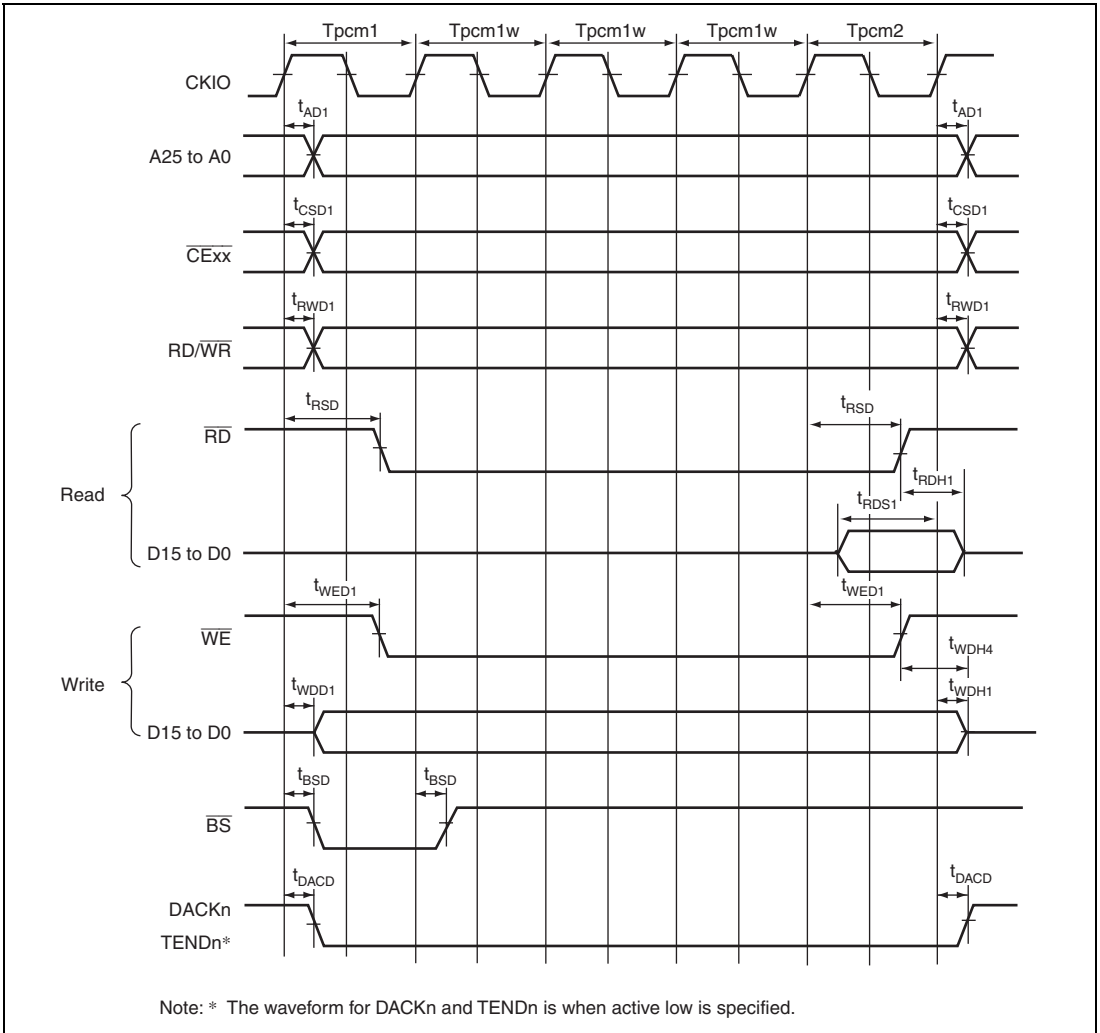 Tpcm1 Tpcm1w Tpcm1w Tpcm1w Tpcm2
CKIO
tAD1 tAD1
A25 to A0
tCSD1 tCSD1
CExx
tRWD1 tRWD1
RD/WR
tRSD tRSD
RD
tRDH1
Read
tRDS1
D15 to D0
tWED1 tWED1
WE
tWDH4
Write
tWDD1 tWDH1
D15 to D0
tBSD tBSD
BS
tDACD tDACD
DACKn
TENDn*
Note: * The waveform for DACKn and TENDn is when active low is specified.